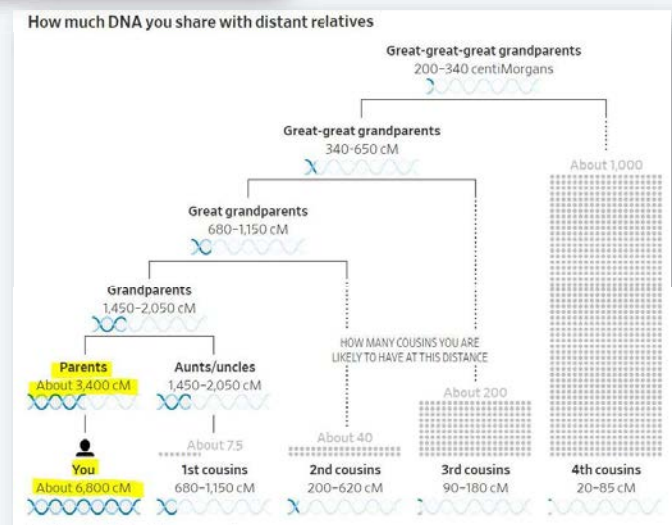 How much DNA you share with distant relatives
Great-great-great grandparents
200-340 centiMorgans
Great-great grandparents
340-650 cM
About 1,000
Great grandparents
680-1,150 cM
Grandparents
1,450-2,050 cM
HOW MANY COUSINS YOU ARE
LIKELY TO HAVE AT THIS DISTANCE
Parents
About 3,400 cM
Aunts/uncles
1,450-2,050 cM
About 200
About 7.5
About 40
You
About 6,800 cM
1st cousins
680-1,150 cM
2nd cousins
200-620 cM
3rd cousins
90-180 cM
4th cousins
20-85 cM